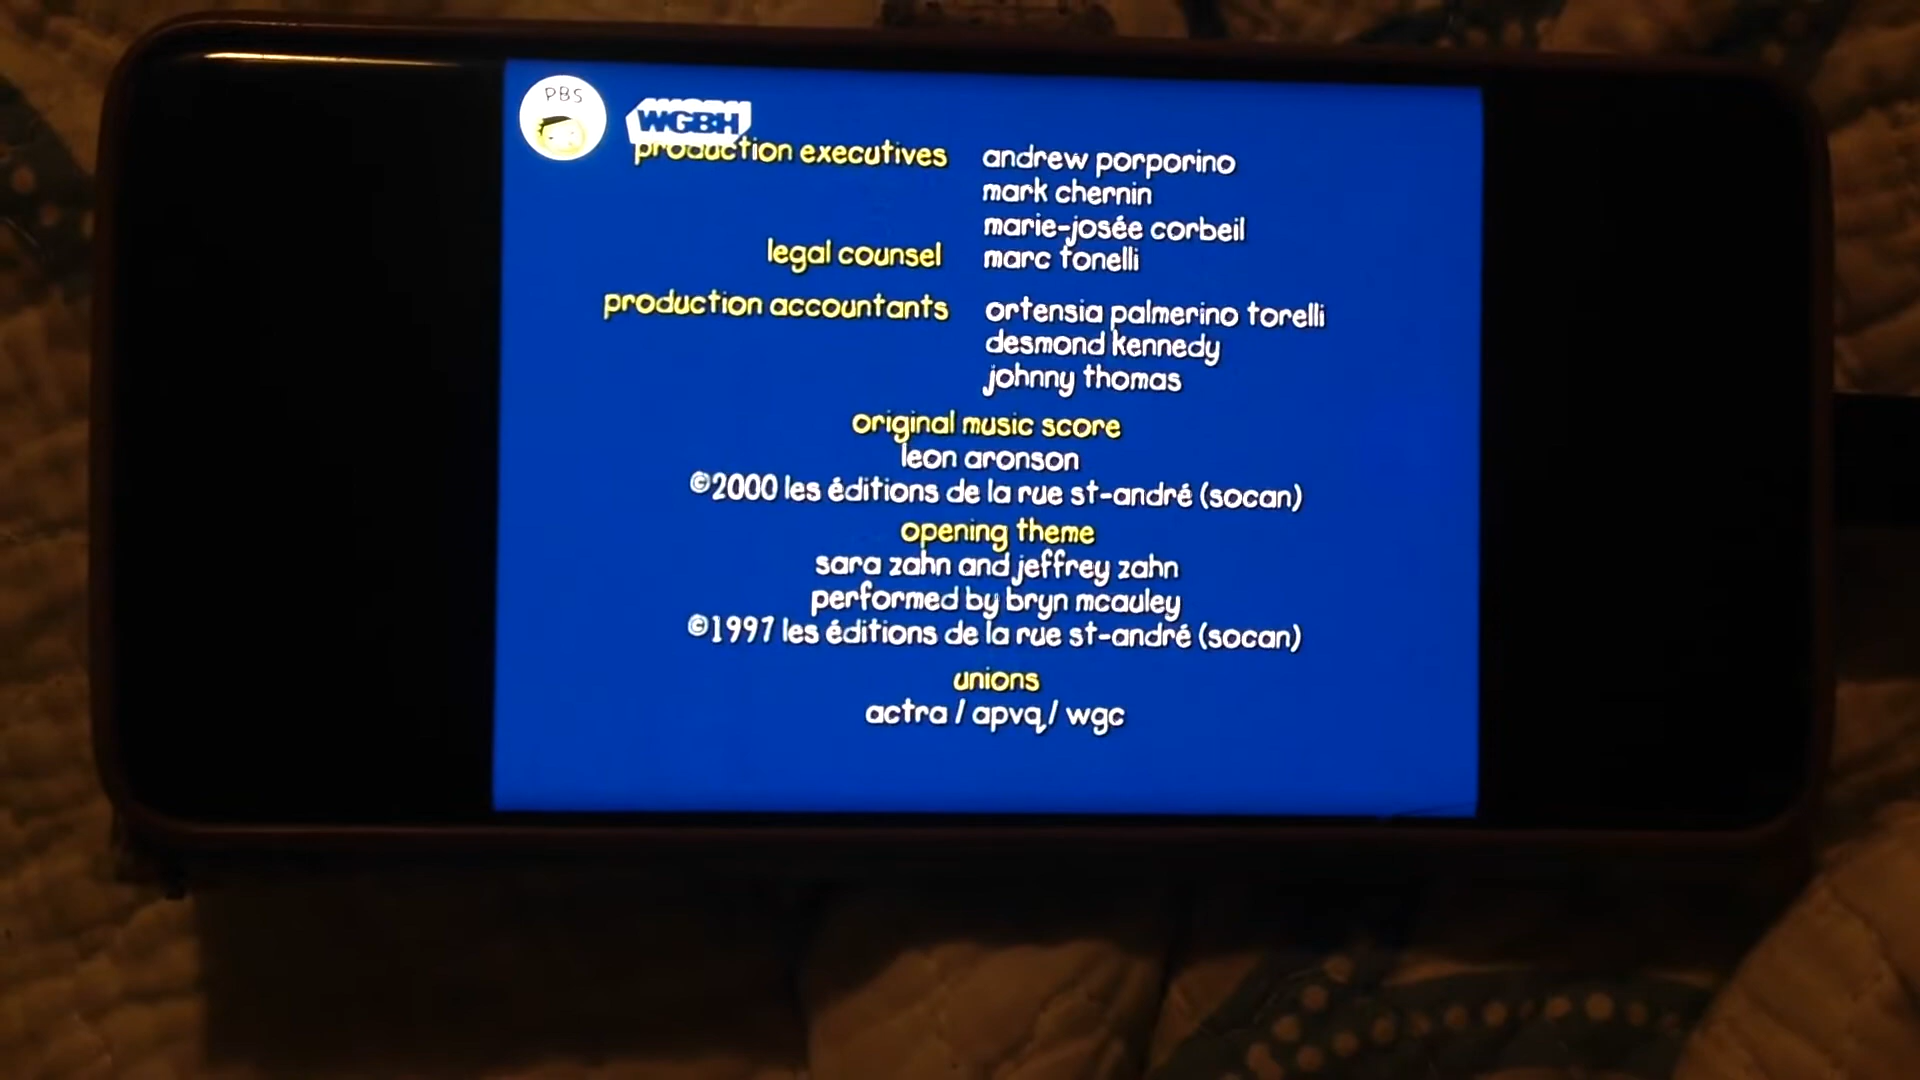 PBS
WGBH
production executives andrew porporino
mark chernin
marie-josée corbeil
legal counsel marc tonelli
production accountants ortensia palmerino torelli
desmond kennedy
johnny thomas
original music score
leon aronson
©2000 les éditions de la rue st-andré (socan)
opening theme
sara zahn and jeffrey zahn
performed by bryn mcauley
©1997 les éditions de la rue st-andré (socan)
unions
actra / apvq / wgc